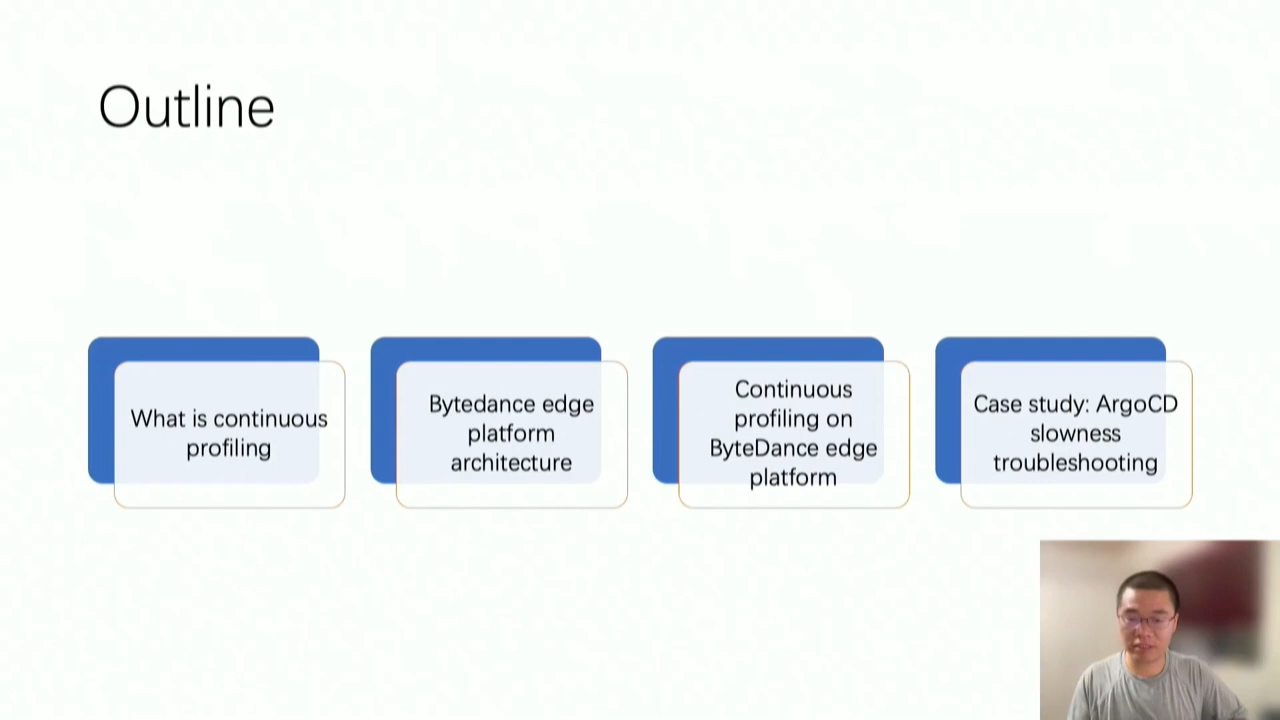 Outline
What is continuous
profiling
Bytedance edge
platform
architecture
Continuous
profiling on
ByteDance edge
platform
Case study: ArgoCD
slowness
troubleshooting